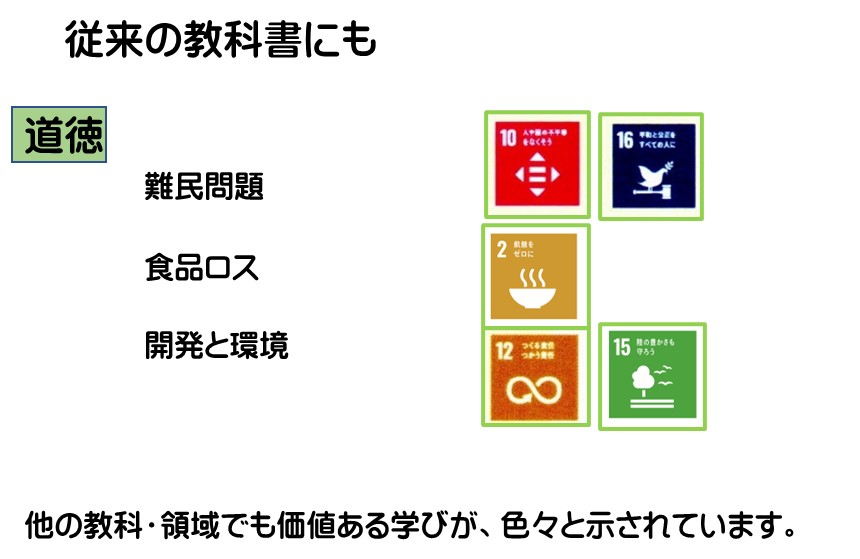 従来の教科書にも
道徳
難民問題
10 人や国の不平等
をなくそう
16 平和と公正を
すべての人に
食品ロス
2 飢餓を
ゼロに
開発と環境
12 つくる責任
つかう責任
15 陸の豊かさも
守ろう
他の教科・領域でも価値ある学びが、色々と示されています。